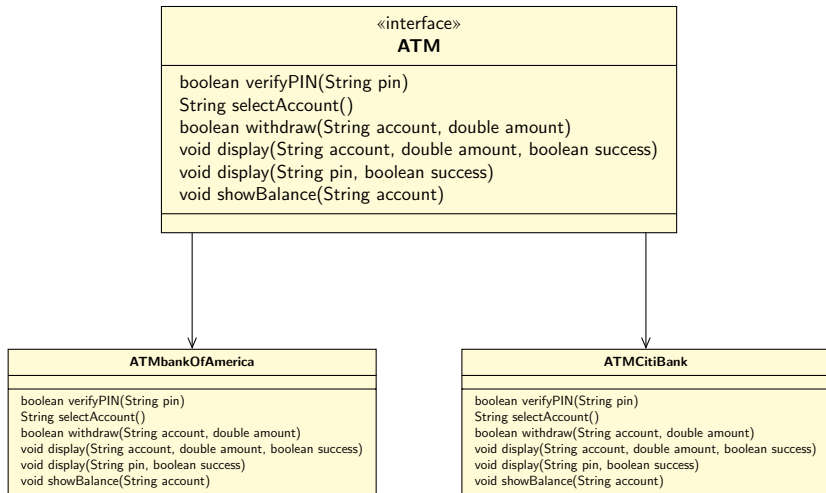 «interface»
ATM
boolean verifyPIN(String pin)
String selectAccount()
boolean withdraw(String account, double amount)
void display(String account, double amount, boolean success)
void display(String pin, boolean success)
void showBalance(String account)
ATMbankOfAmerica
boolean verifyPIN(String pin)
String selectAccount()
boolean withdraw(String account, double amount)
void display(String account, double amount, boolean success)
void display(String pin, boolean success)
void showBalance(String account)
ATMCitiBank
boolean verifyPIN(String pin)
String selectAccount()
boolean withdraw(String account, double amount)
void display(String account, double amount, boolean success)
void display(String pin, boolean success)
void showBalance(String account)